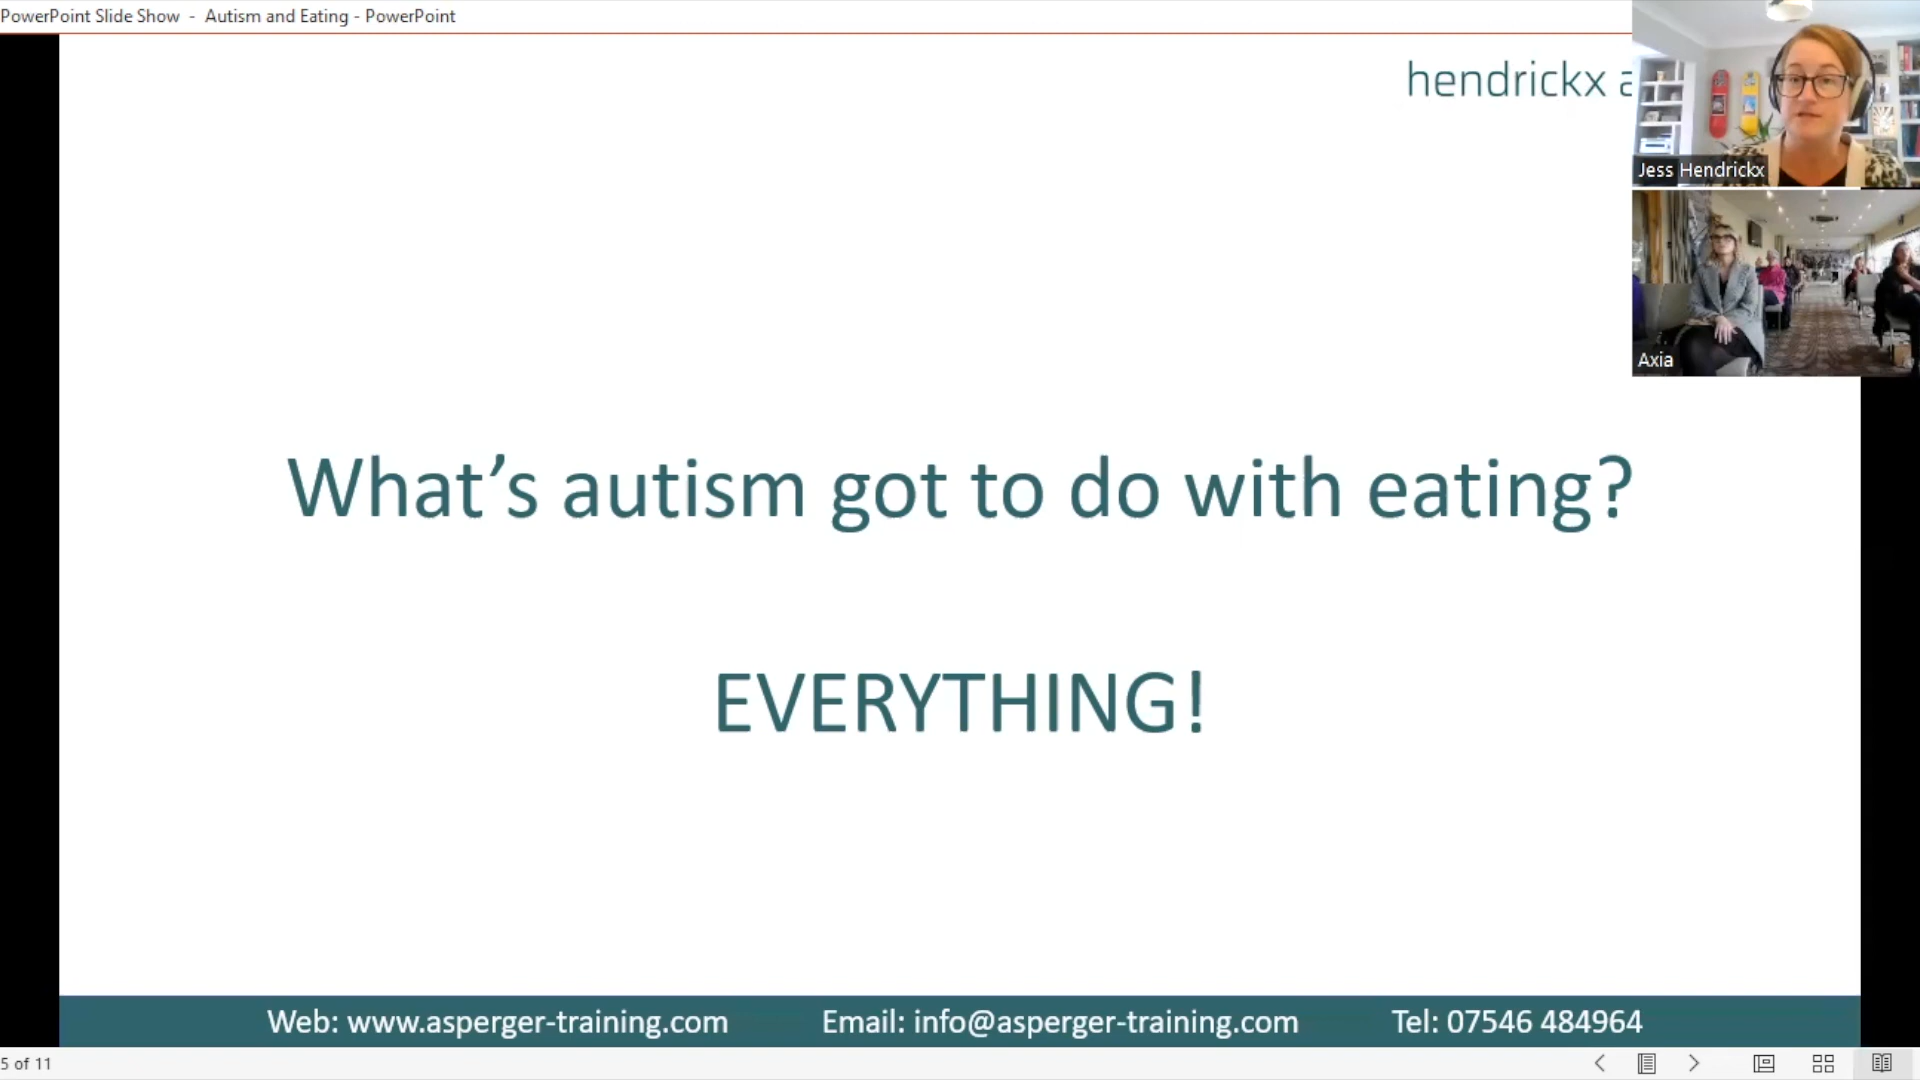 PowerPoint Slide Show - Autism and Eating - PowerPoint
hendrickx a
Jess Hendrickx
Axia
What's autism got to do with eating?
EVERYTHING!
Web: www.asperger-training.com Email: info@asperger-training.com Tel: 07546 484964
5 of 11